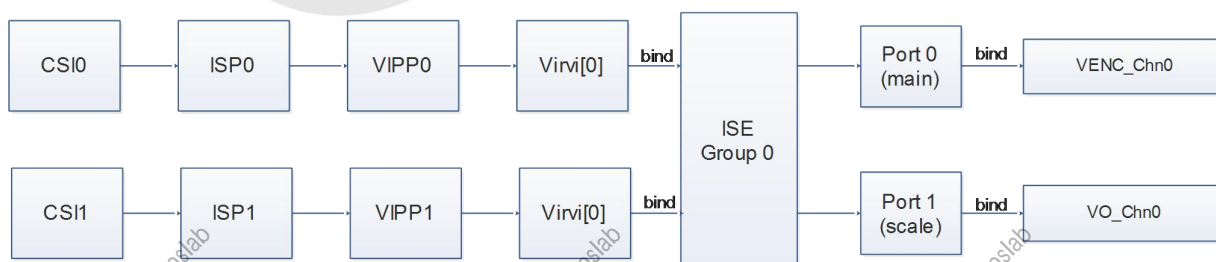 CSI0
ISP0
VIPP0
Virvi[0]
bind
ISE
Group 0
Port 0
(main)
bind
VENC_Chn0
CSI1
ISP1
VIPP1
Virvi[0]
bind
Port 1
(scale)
bind
VO_Chn0